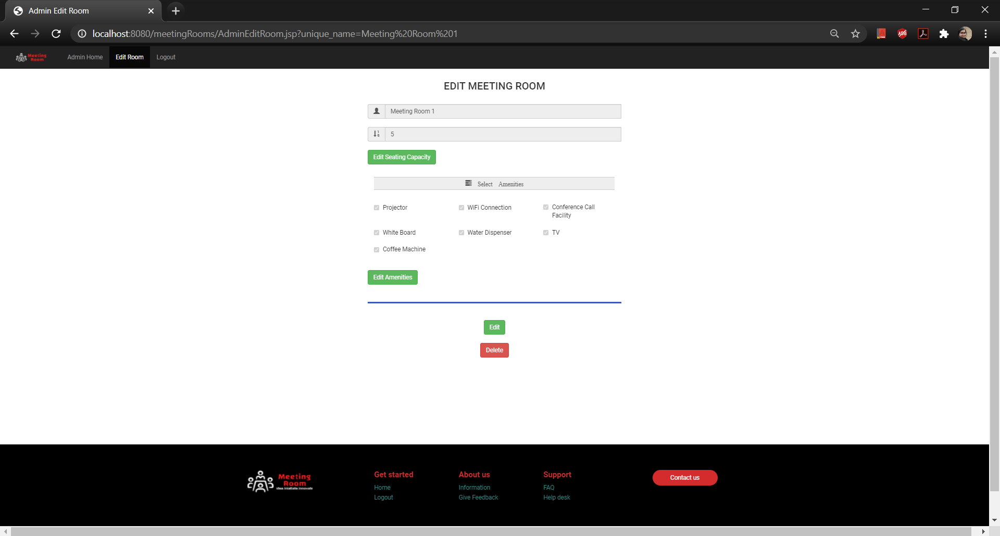 Admin Edit Room
localhost:8080/meetingRooms/AdminEditRoom.jsp?unique_name=Meeting%20Room%201
Meeting Room
Admin Home
Edit Room
Logout
EDIT MEETING ROOM
Meeting Room 1
5
Edit Seating Capacity
Select Amenities
Projector
WiFi Connection
Conference Call
Facility
White Board
Water Dispenser
TV
Coffee Machine
Edit Amenities
Edit
Delete
Meeting
Room
Get started
Home
Logout
About us
Information
Give Feedback
Support
FAQ
Help desk
Contact us